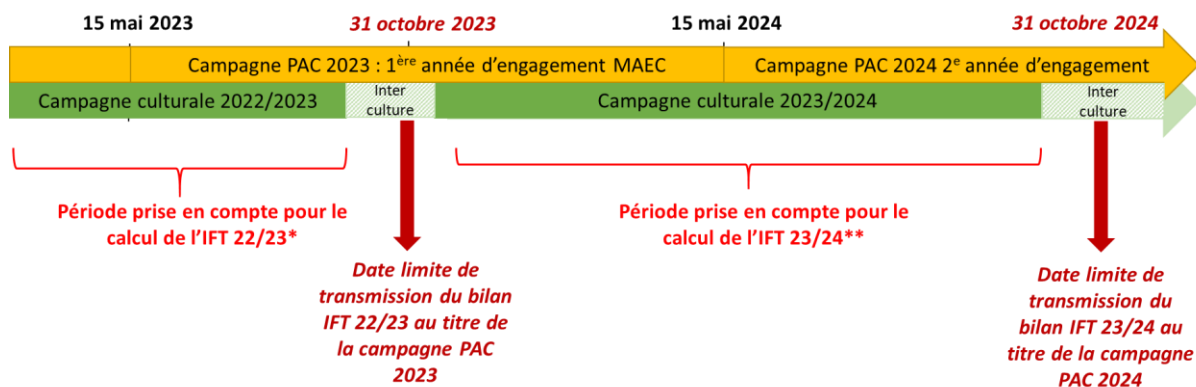 15 mai 2023
31 octobre 2023
15 mai 2024
31 octobre 2024
Campagne PAC 2023 : 1ère année d’engagement MAEC
Campagne PAC 2024 2e année d’engagement
Campagne culturale 2022/2023
Inter
culture
Campagne culturale 2023/2024
Inter
culture
Période prise en compte pour le
calcul de l’IFT 22/23*
Période prise en compte pour le
calcul de l’IFT 23/24**
Date limite de
transmission du bilan
IFT 22/23 au titre de
la campagne PAC
2023
Date limite de
transmission du
bilan IFT 23/24 au
titre de la campagne
PAC 2024